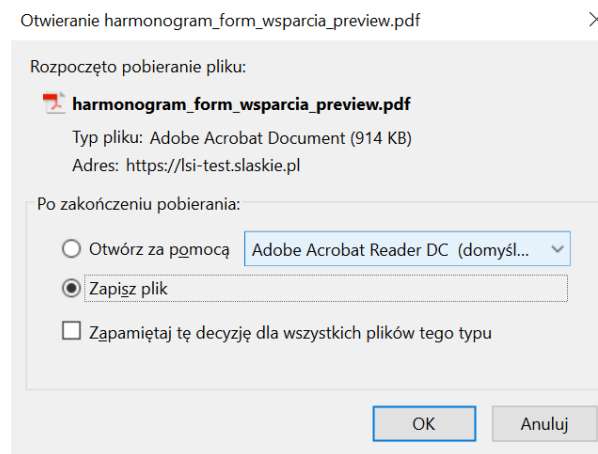 Otwieranie harmonogram_form_wsparcia_preview.pdf
Rozpoczęto pobieranie pliku:
harmonogram_form_wsparcia_preview.pdf
Typ pliku: Adobe Acrobat Document (914 KB)
Adres: https://lsi-test.slaskie.pl
Po zakończeniu pobierania:
Otwórz za pomocą Adobe Acrobat Reader DC (domyśl...
Zapisz plik
Zapamiętaj tę decyzję dla wszystkich plików tego typu
OK Anuluj